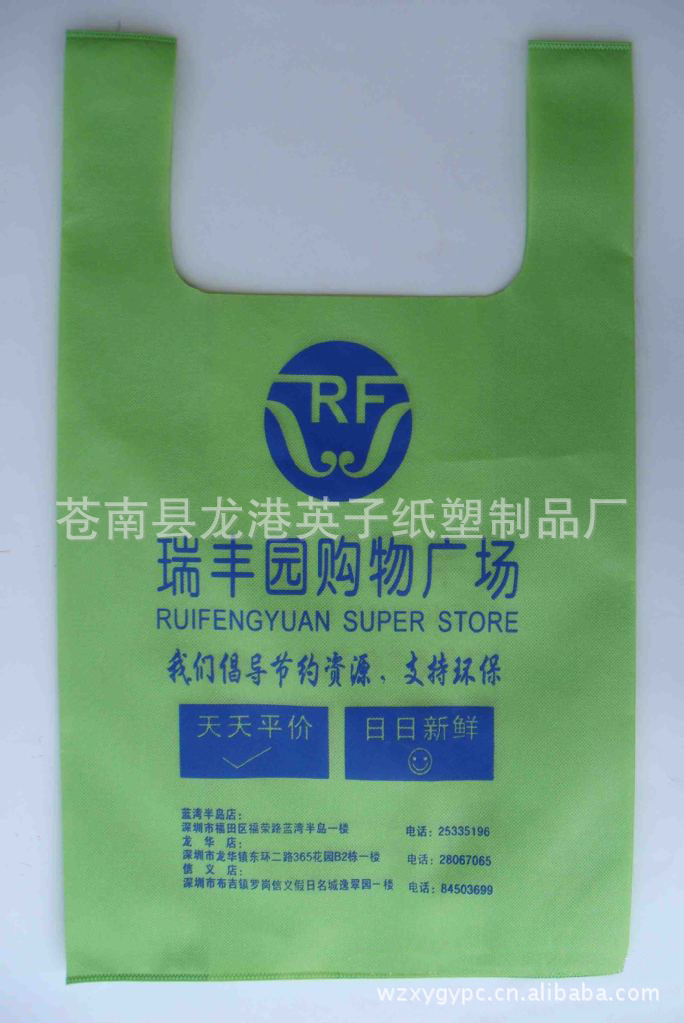 RF
苍南县龙港英子纸塑制品厂
瑞丰园购物广场
RUIFENGYUAN SUPER STORE
我们倡导节约资源、支持环保
天天平价 日日新鲜
蓝湾半岛店：
深圳市福田区福荣路蓝湾半岛一楼 电话：25335196
龙华店：
深圳市龙华镇东环二路365花园B2栋一楼 电话：28067065
信义店：
深圳市布吉镇罗岗信义假日名城逸翠园一楼 电话：84503699
wzxygypc.cn.alibaba.com